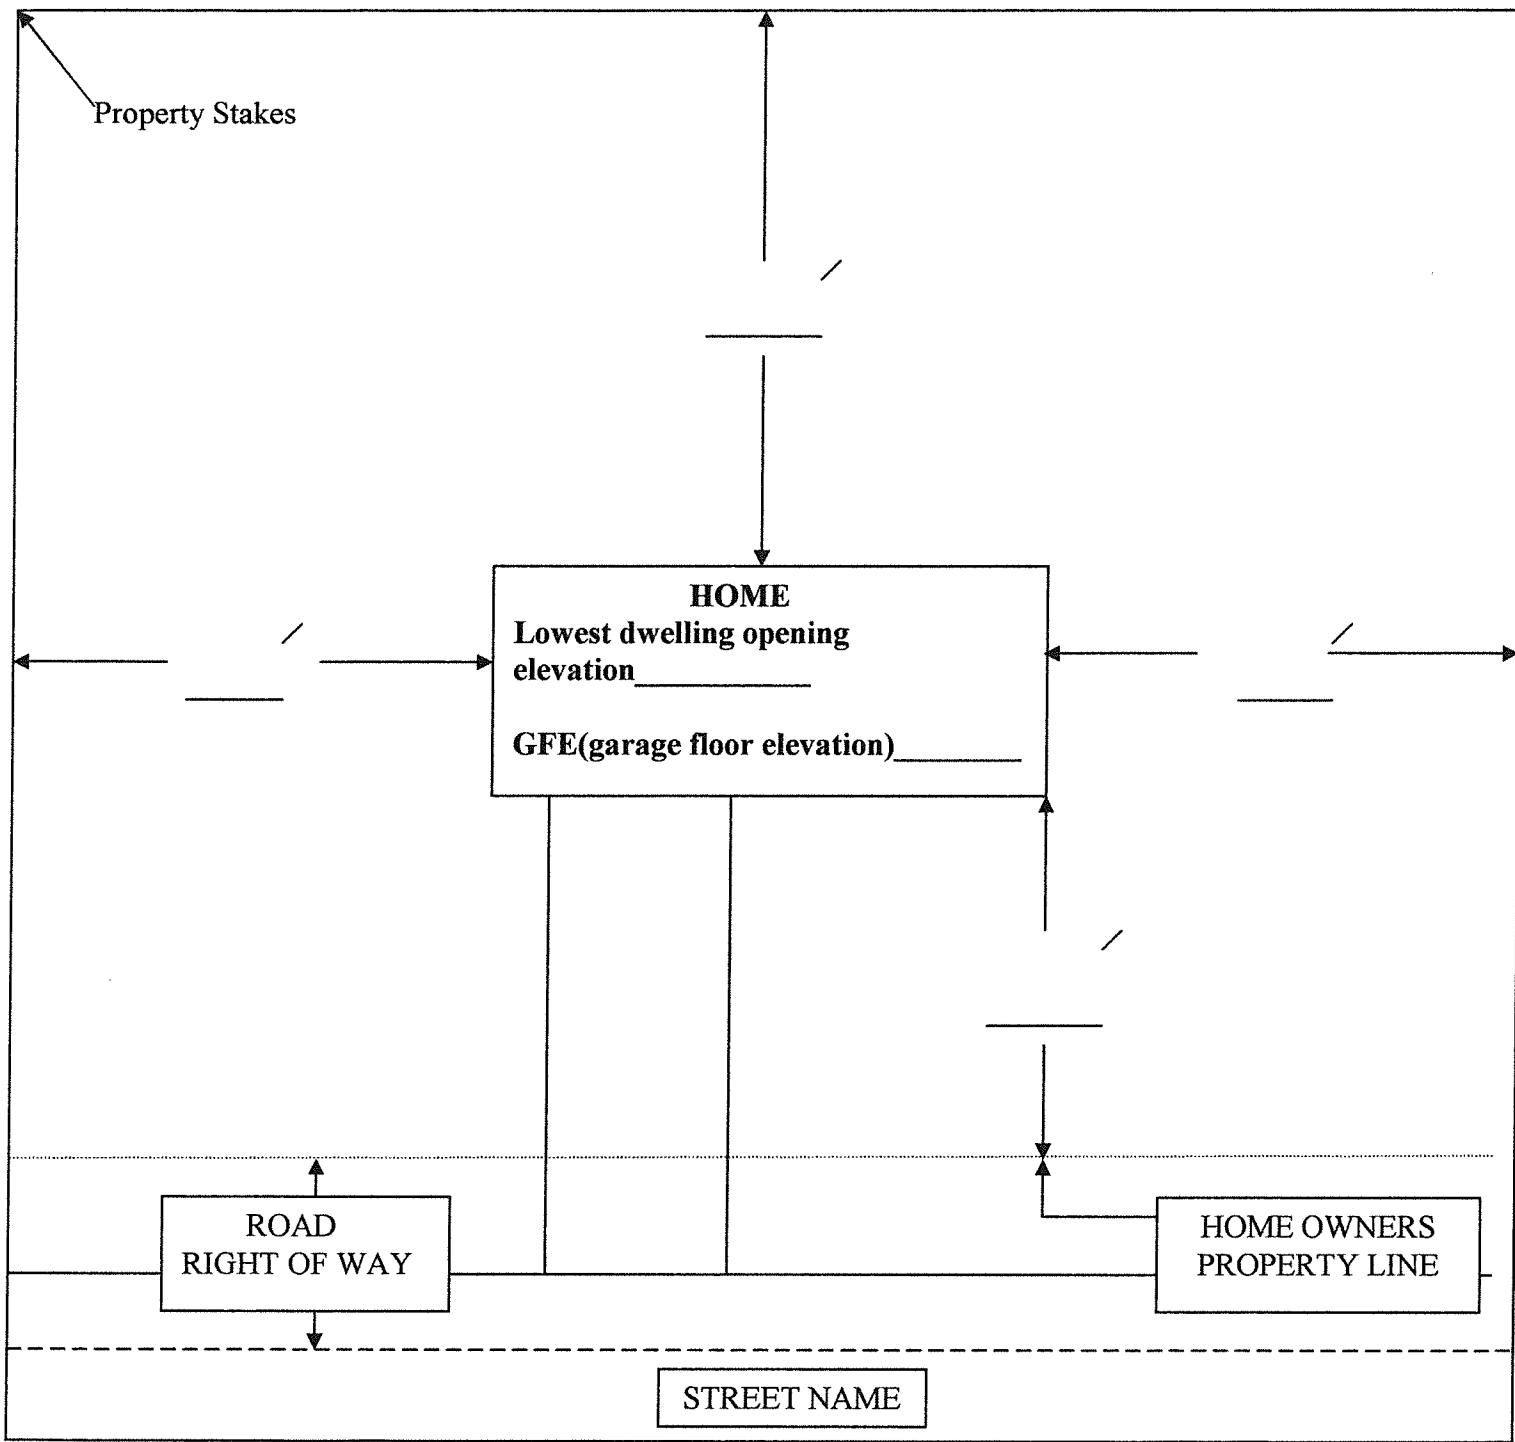 Property Stakes
HOME
Lowest dwelling opening
elevation___________
GFE(garage floor elevation)________
ROAD
RIGHT OF WAY
HOME OWNERS
PROPERTY LINE
STREET NAME